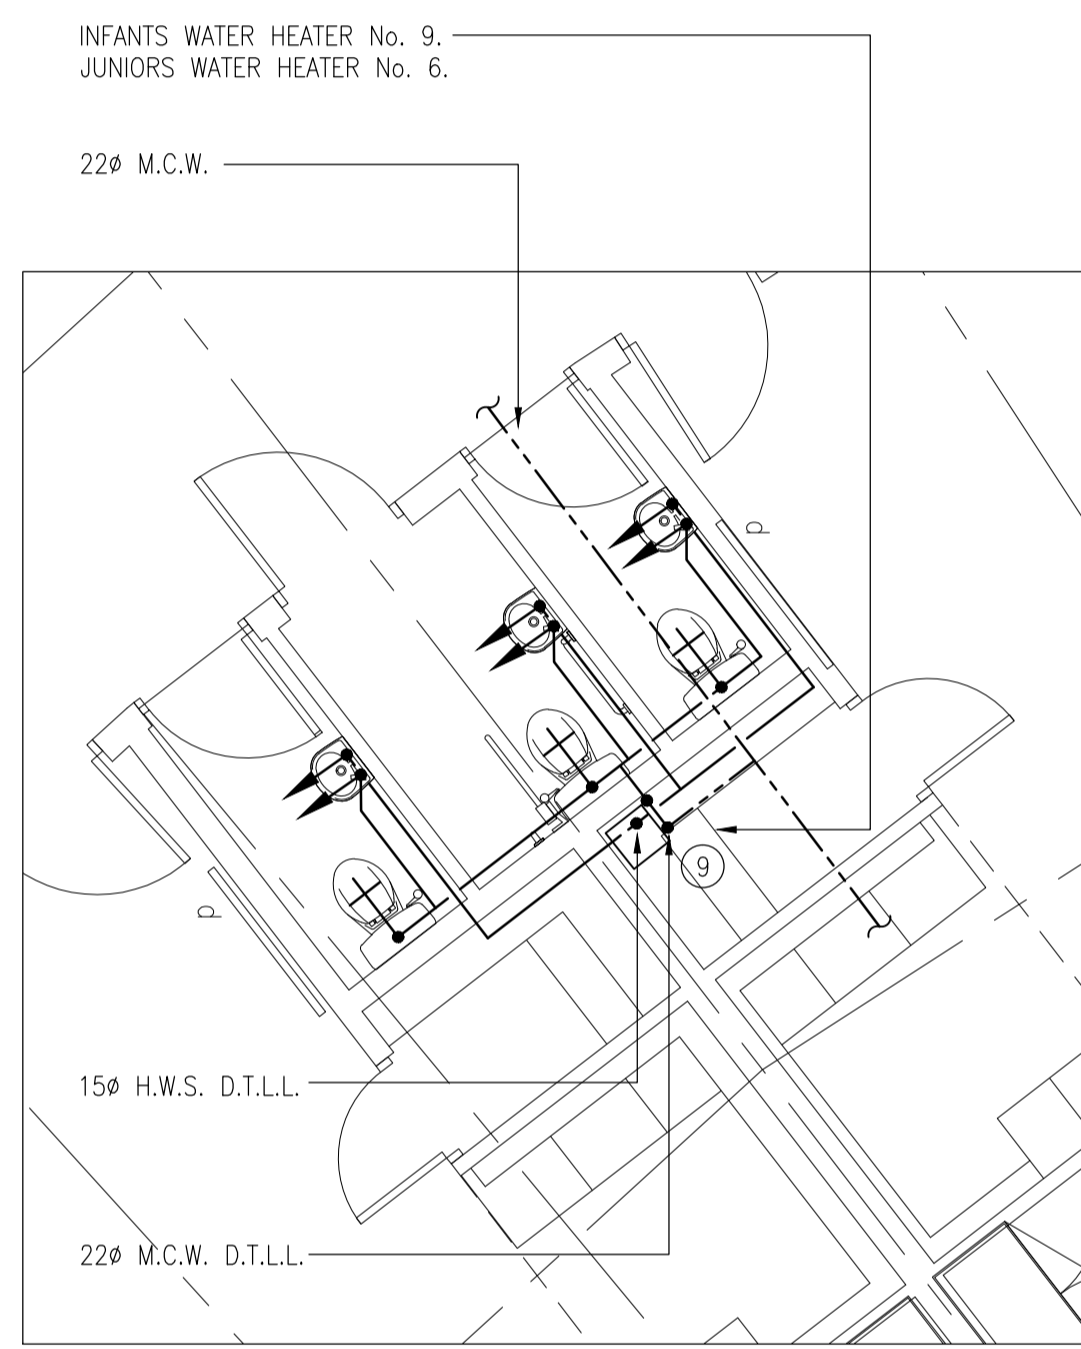 INFANTS WATER HEATER No. 9.
JUNIORS WATER HEATER No. 6.
22ø M.C.W.
d
9
d
15ø H.W.S. D.T.L.L.
22ø M.C.W. D.T.L.L.